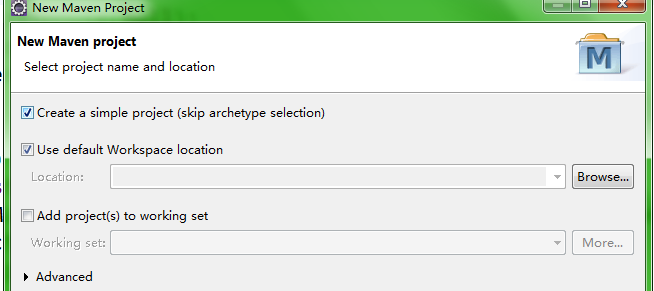 New Maven Project
New Maven project
Select project name and location
M
Create a simple project (skip archetype selection)
Use default Workspace location
Location:
Browse...
Add project(s) to working set
Working set:
More...
Advanced